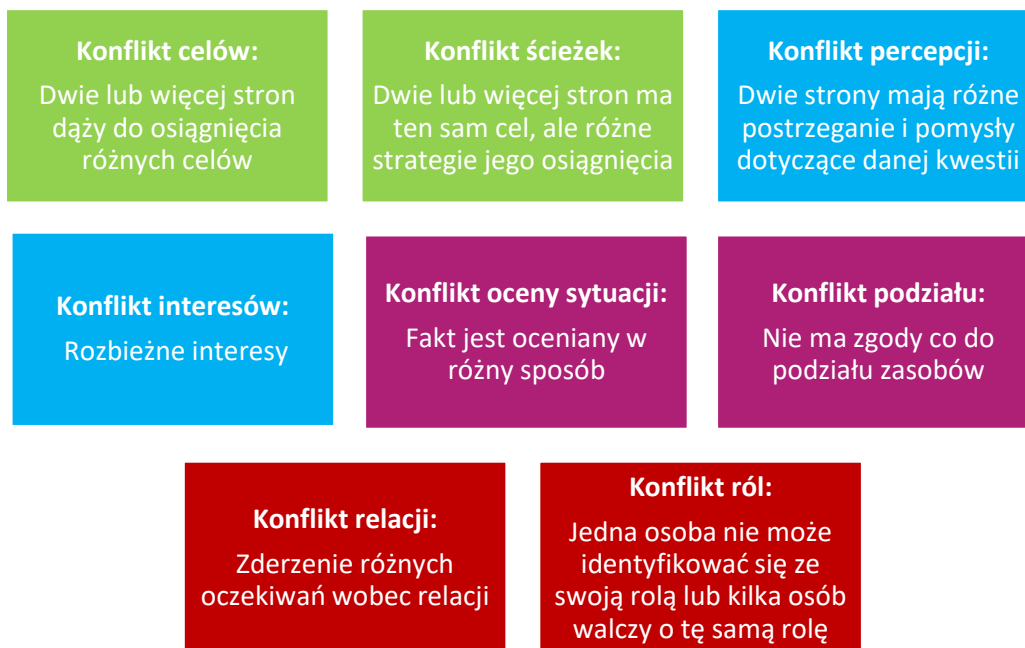 Konflikt celów:
Dwie lub więcej stron
dąży do osiągnięcia
różnych celów
Konflikt ścieżek:
Dwie lub więcej stron ma
ten sam cel, ale różne
strategie jego osiągnięcia
Konflikt percepcji:
Dwie strony mają różne
postrzeganie i pomysły
dotyczące danej kwestii
Konflikt interesów:
Rozbieżne interesy
Konflikt oceny sytuacji:
Fakt jest oceniany w
różny sposób
Konflikt podziału:
Nie ma zgody co do
podziału zasobów
Konflikt relacji:
Zderzenie różnych
oczekiwań wobec relacji
Konflikt ról:
Jedna osoba nie może
identyfikować się ze
swoją rolą lub kilka osób
walczy o tę samą rolę